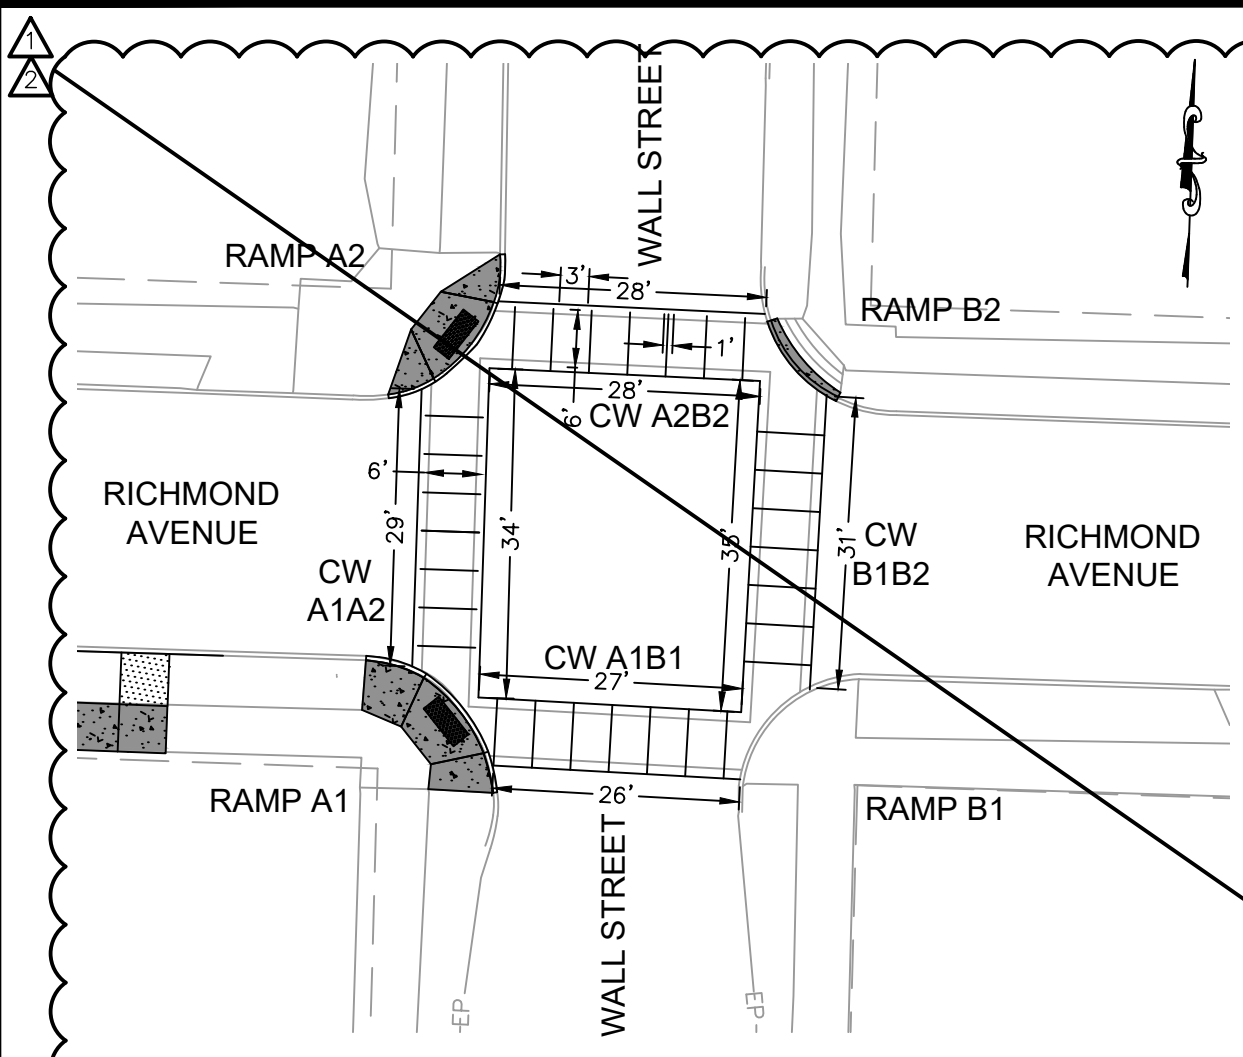 1
2
WALL STREET
RAMP A2
3'
28'
RAMP B2
1'
28'
6'
CW A2B2
6'
RICHMOND
AVENUE
29'
34'
35'
31'
CW
B1B2
RICHMOND
AVENUE
CW
A1A2
CW A1B1
27'
RAMP A1
26'
RAMP B1
WALL STREET
EP
EP